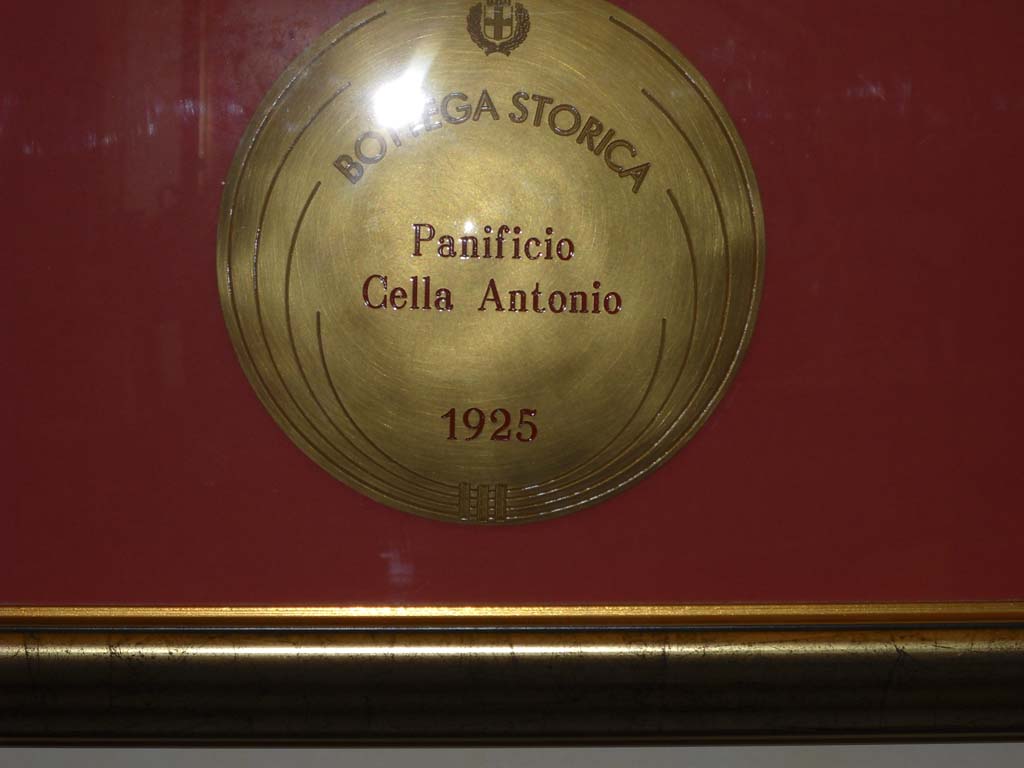 BOTTEGA STORICA
Panificio
Cella Antonio
1925